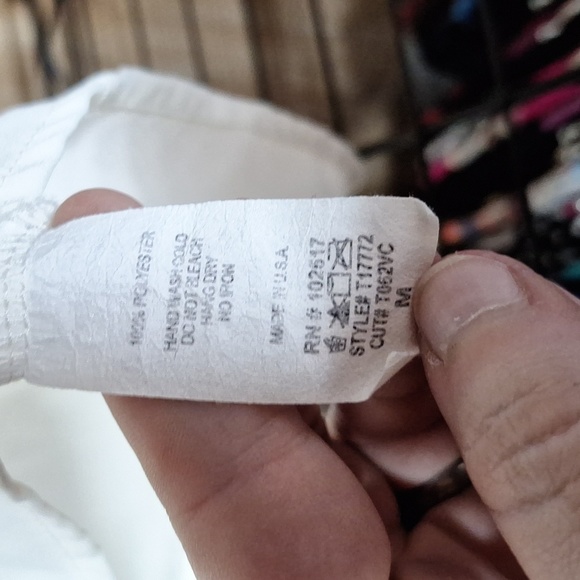 100% POLYESTER
HAND WASH COLD
DO NOT BLEACH
HANG DRY
NO IRON
MADE IN U.S.A
RN # 102617
STYLE# T17772
CUT# T062VC
M